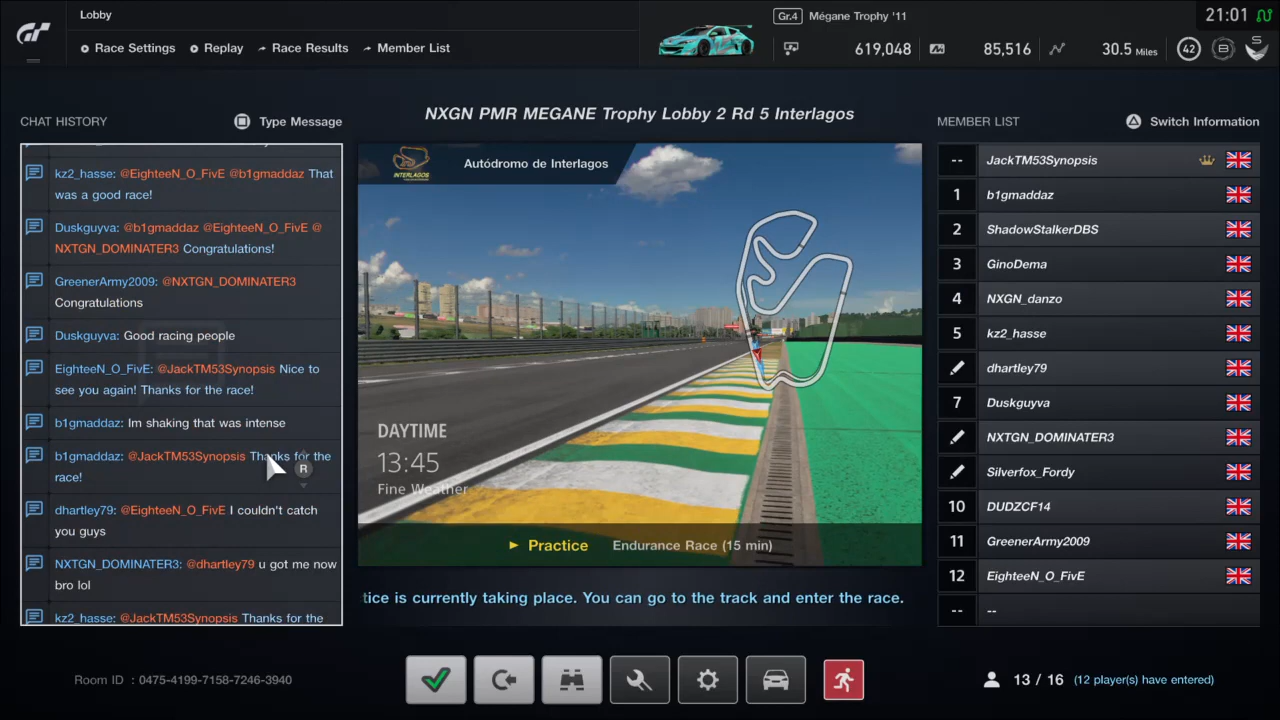 Lobby
Race Settings
Replay
Race Results
Member List
Gr.4 Mégane Trophy '11
619,048
85,516
30.5 Miles
21:01
42
B
S
CHAT HISTORY
Type Message
kz2_hasse: @EighteeN_O_FivE @b1gmaddaz That
was a good race!
Duskguyva: @b1gmaddaz @EighteeN_O_FivE @
NXTGN_DOMINATER3 Congratulations!
GreenerArmy2009: @NXTGN_DOMINATER3
Congratulations
Duskguyva: Good racing people
EighteeN_O_FivE: @JackTM53Synopsis Nice to
see you again! Thanks for the race!
b1gmaddaz: Im shaking that was intense
b1gmaddaz: @JackTM53Synopsis Thanks for the
race!
R
dhartley79: @EighteeN_O_FivE I couldn't catch
you guys
NXTGN_DOMINATER3: @dhartley79 u got me now
bro lol
kz2_hasse: @JackTM53Synopsis Thanks for the
NXGN PMR MEGANE Trophy Lobby 2 Rd 5 Interlagos
INTERLAGOS
Autódromo de Interlagos
DAYTIME
13:45
Fine Weather
Practice Endurance Race (15 min)
tice is currently taking place. You can go to the track and enter the race.
MEMBER LIST
Switch Information
-- JackTM53Synopsis
1 b1gmaddaz
2 ShadowStalkerDBS
3 GinoDema
4 NXGN_danzo
5 kz2_hasse
dhartley79
7 Duskguyva
NXTGN_DOMINATER3
Silverfox_Fordy
10 DUDZCF14
11 GreenerArmy2009
12 EighteeN_O_FivE
-- --
Room ID : 0475-4199-7158-7246-3940
13 / 16 (12 player(s) have entered)